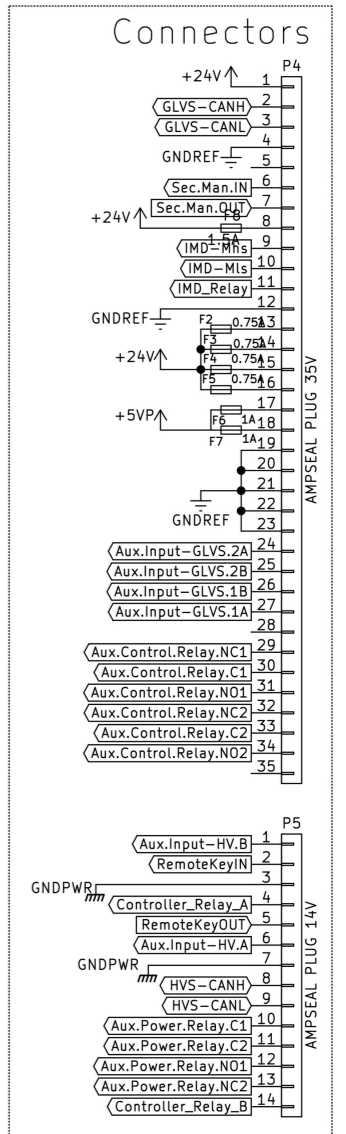 Connectors
P4
+24V 1
GLVS-CANH 2
GLVS-CANL 3
4
GNDREF
5
Sec.Man.IN 6
Sec.Man.OUT 7
+24V F8 8
1.5A
IMD-Mhs 9
IMD-Mls 10
IMD_Relay 11
12
GNDREF
F2 0.75A 13
F3 0.75A 14
+24V F4 0.75A 15
F5 0.75A 16
17
+5VP F6 1A 18
F7 1A 19
20
21
22
GNDREF 23
AMPSEAL PLUG 35V
Aux.Input-GLVS.2A 24
Aux.Input-GLVS.2B 25
Aux.Input-GLVS.1B 26
Aux.Input-GLVS.1A 27
28
Aux.Control.Relay.NC1 29
Aux.Control.Relay.C1 30
Aux.Control.Relay.NO1 31
Aux.Control.Relay.NC2 32
Aux.Control.Relay.C2 33
Aux.Control.Relay.NO2 34
35
P5
Aux.Input-HV.B 1
RemoteKeyIN 2
GNDPWR 3
Controller_Relay_A 4
RemoteKeyOUT 5
Aux.Input-HV.A 6
GNDPWR 7
HVS-CANH 8
HVS-CANL 9
Aux.Power.Relay.C1 10
Aux.Power.Relay.C2 11
Aux.Power.Relay.NO1 12
Aux.Power.Relay.NC2 13
Controller_Relay_B 14
AMPSEAL PLUG 14V